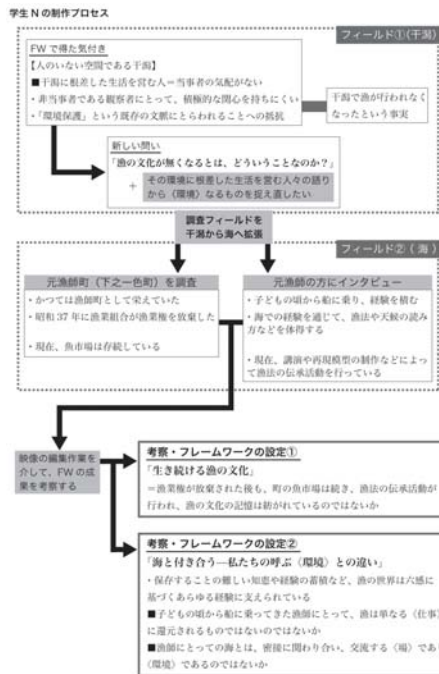 学生 N の制作プロセス
フィールド①(干潟)
FW で得た気付き
【人のいない空間である干潟】
■干潟に根差した生活を営む人＝当事者の気配がない
・非当事者である観察者にとって、積極的な関心を持ちにくい
・「環境保護」という既存の文脈にとらわれることへの抵抗
干潟で漁が行われなく
なったという事実
新しい問い
「漁の文化が無くなるとは、どういうことなのか？」
+ その環境に根差した生活を営む人々の語り
から〈環境〉なるものを捉え直したい
調査フィールドを
干潟から海へ拡張
フィールド②(海)
元漁師町（下之一色町）を調査
・かつては漁師町として栄えていた
・昭和 37 年に漁業組合が漁業権を放棄した
・現在、魚市場は存続している
元漁師の方にインタビュー
・子どもの頃から船に乗り、経験を積む
・海での経験を通じて、漁法や天候の読み
方などを体得する
・現在、講演や再現模型の制作などによっ
て漁法の伝承活動を行っている
映像の編集作業を
介して、FW の成
果を考察する
考察・フレームワークの設定①
「生き続ける漁の文化」
＝漁業権が放棄された後も、町の魚市場は続き、漁法の伝承活動が
行われ、漁の文化の記憶は紡がれているのではないか
考察・フレームワークの設定②
「海と付き合う―私たちの呼ぶ〈環境〉との違い」
・保存することの難しい知恵や経験の蓄積など、漁の世界は六感に
基づくあらゆる経験に支えられている
■子どもの頃から船に乗ってきた漁師にとって、漁は単なる〈仕事〉
に還元されるものではないのではないか
■漁師にとっての海とは、密接に関わり合い、交流する〈場〉であり
〈環境〉であるのではないか